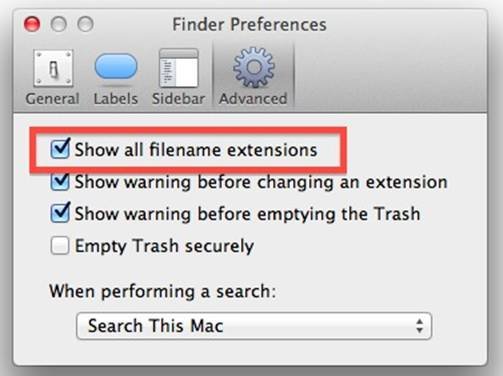 Finder Preferences
General Labels Sidebar Advanced
Show all filename extensions
Show warning before changing an extension
Show warning before emptying the Trash
Empty Trash securely
When performing a search:
Search This Mac